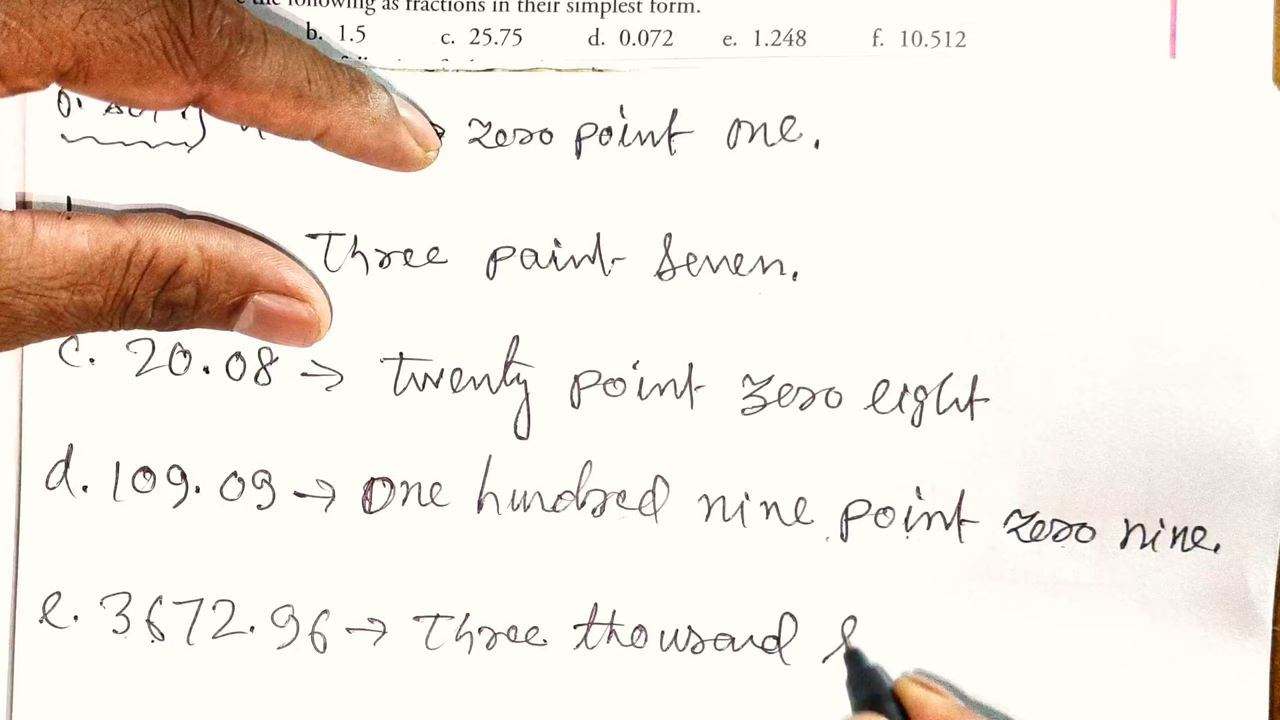 following as fractions in their simplest form.
b. 1.5 c. 25.75 d. 0.072 e. 1.248 f. 10.512
zero point one.
Three point seven.
c. 20.08 → twenty point zero eight
d. 109.09 → One hundred nine point zero nine.
e. 3672.96 → Three thousand